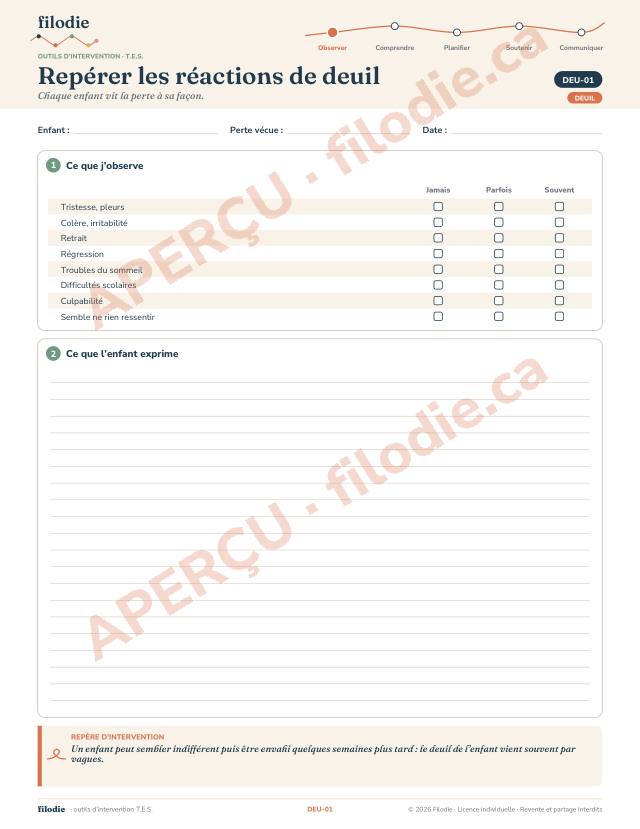 filodie
Observer Comprendre Planifier Soutenir Communiquer
OUTILS D'INTERVENTION · T.E.S.
Repérer les réactions de deuil
DEU-01
Chaque enfant vit la perte à sa façon.
DEUIL
Enfant : Perte vécue : Date :
1 Ce que j'observe
Jamais Parfois Souvent
Tristesse, pleurs
Colère, irritabilité
Retrait
Régression
Troubles du sommeil
Difficultés scolaires
Culpabilité
Semble ne rien ressentir
APERÇU · filodie.ca
2 Ce que l'enfant exprime
APERÇU · filodie.ca
REPÈRE D'INTERVENTION
Un enfant peut sembler indifférent puis être envahi quelques semaines plus tard : le deuil de l'enfant vient souvent par
vagues.
filodie · outils d'intervention T.E.S. DEU-01 © 2026 Filodie · Licence individuelle · Revente et partage interdits